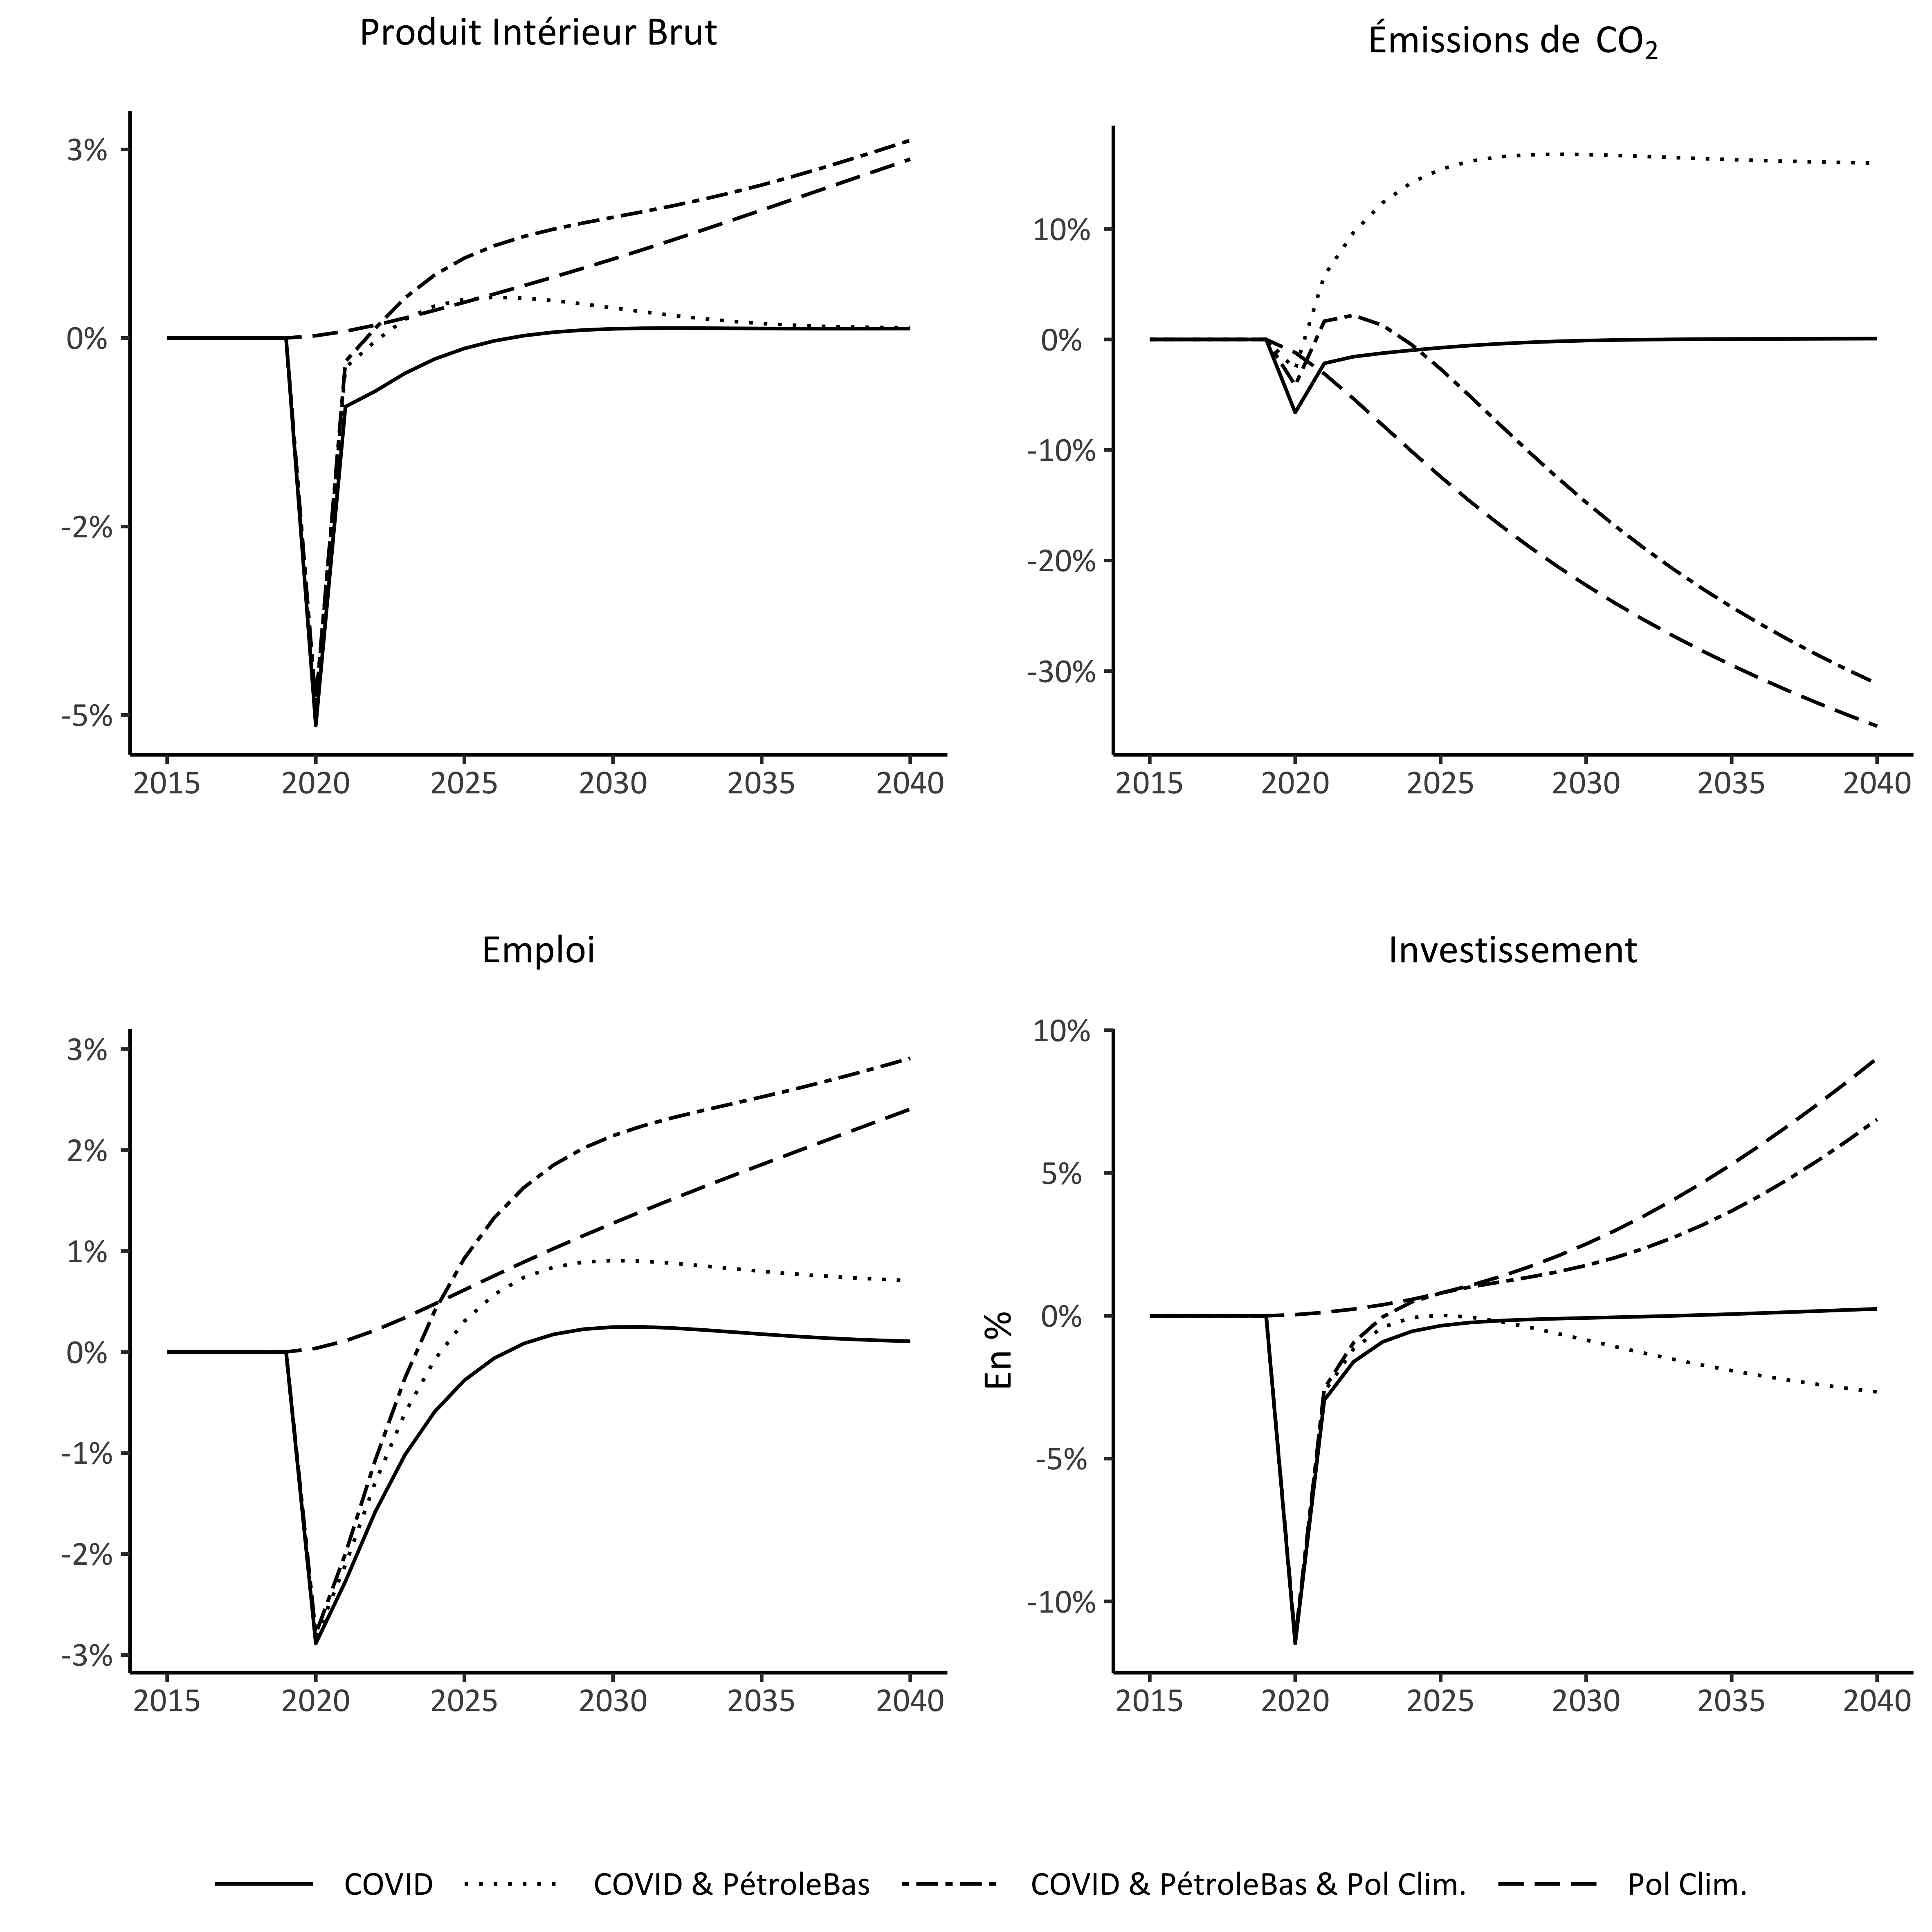 Produit Intérieur Brut
3%
0%
-2%
-5%
2015 2020 2025 2030 2035 2040
Émissions de CO₂
10%
0%
-10%
-20%
-30%
2015 2020 2025 2030 2035 2040
Emploi
3%
2%
1%
0%
-1%
-2%
-3%
2015 2020 2025 2030 2035 2040
Investissement
En %
10%
5%
0%
-5%
-10%
2015 2020 2025 2030 2035 2040
COVID COVID & PétroleBas COVID & PétroleBas & Pol Clim. Pol Clim.